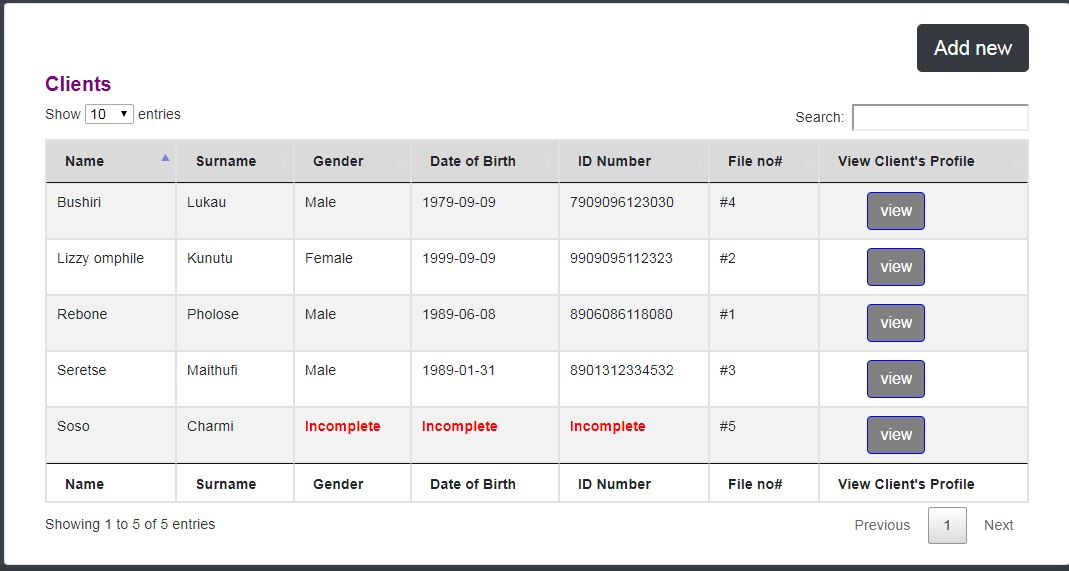 Add new
Clients
Show 10 entries
Search:
Name Surname Gender Date of Birth ID Number File no# View Client's Profile
Bushiri Lukau Male 1979-09-09 7909096123030 #4 view
Lizzy omphile Kunutu Female 1999-09-09 9909095112323 #2 view
Rebone Pholose Male 1989-06-08 8906086118080 #1 view
Seretse Maithufi Male 1989-01-31 8901312334532 #3 view
Soso Charmi Incomplete Incomplete Incomplete #5 view
Name Surname Gender Date of Birth ID Number File no# View Client's Profile
Showing 1 to 5 of 5 entries
Previous 1 Next